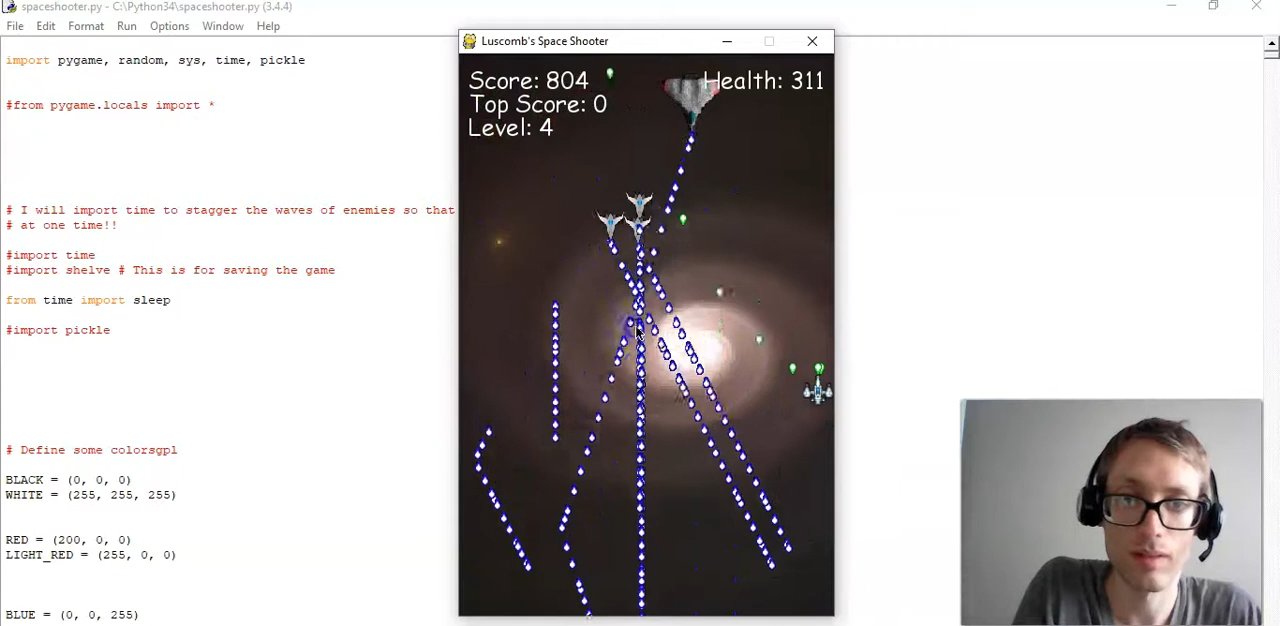 spaceshooter.py - C:\Python34\spaceshooter.py (3.4.4)
File Edit Format Run Options Window Help
import pygame, random, sys, time, pickle
#from pygame.locals import *
# I will import time to stagger the waves of enemies so that
# at one time!!
#import time
#import shelve # This is for saving the game
from time import sleep
#import pickle
# Define some colorsgpl
BLACK = (0, 0, 0)
WHITE = (255, 255, 255)
RED = (200, 0, 0)
LIGHT_RED = (255, 0, 0)
BLUE = (0, 0, 255)
Luscomb's Space Shooter
Score: 804
Health: 311
Top Score: 0
Level: 4